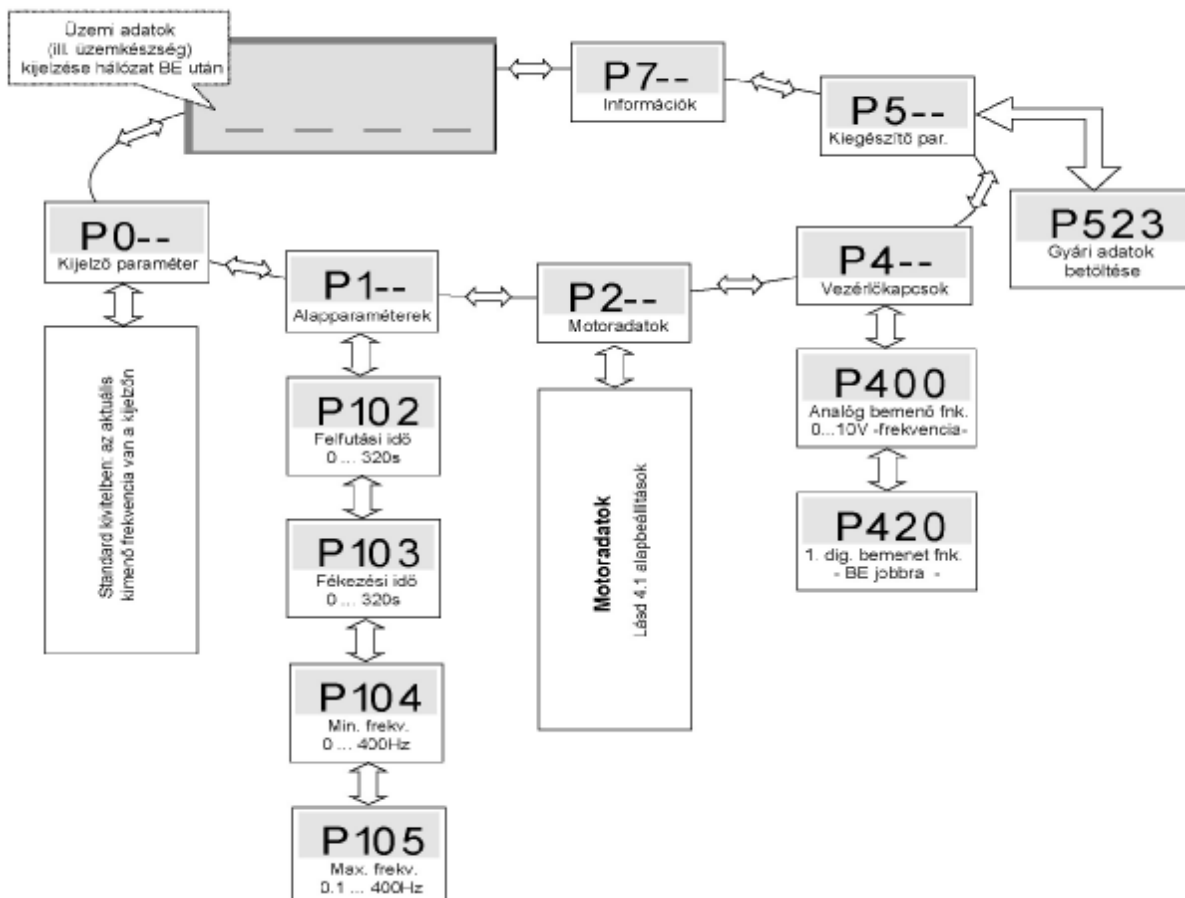 Üzemi adatok
(ill. üzemkészség)
kijelzése hálózat BE után
_ _ _ _
P7--
Információk
P5--
Kiegészítő par.
P523
Gyári adatok
betöltése
P0--
Kijelző paraméter
Standard kivitelben: az aktuális
kimenő frekvencia van a kijelzőn
P1--
Alapparaméterek
P102
Felfutási idő
0 ... 320s
P103
Fékezési idő
0 ... 320s
P104
Min. frekv.
0 ... 400Hz
P105
Max. frekv.
0.1 ... 400Hz
P2--
Motoradatok
Motoradatok
Lásd 4.1 alapbeállítások
P4--
Vezérlőkapcsok
P400
Analóg bemenő fnk.
0...10V -frekvencia-
P420
1. dig. bemenet fnk.
- BE jobbra -